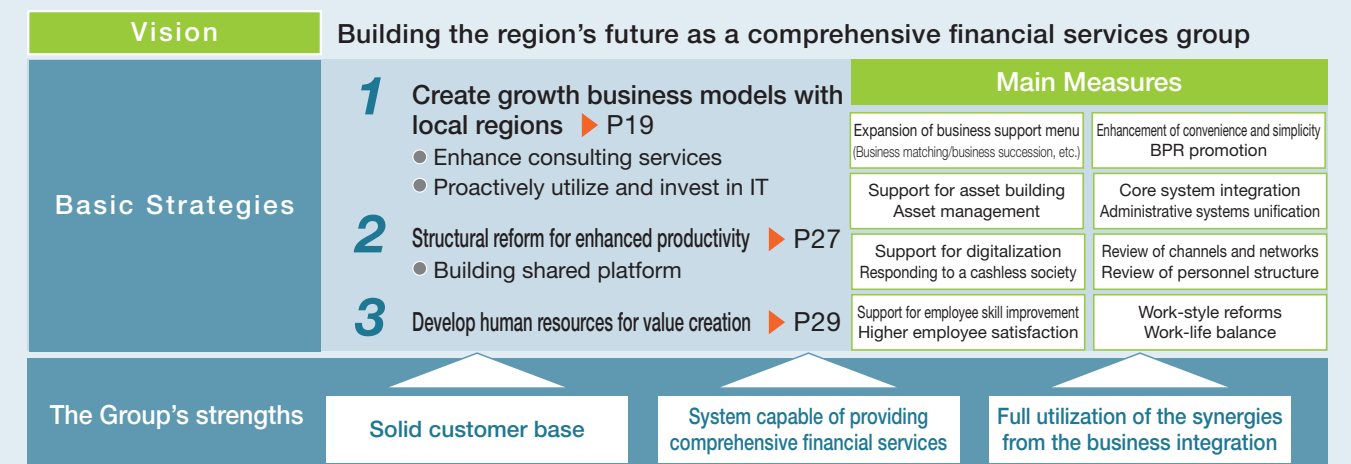 Vision
Building the region’s future as a comprehensive financial services group
Basic Strategies
1
Create growth business models with
local regions ▶ P19
● Enhance consulting services
● Proactively utilize and invest in IT
2
Structural reform for enhanced productivity ▶ P27
● Building shared platform
3
Develop human resources for value creation ▶ P29
Main Measures
Expansion of business support menu
(Business matching/business succession, etc.)
Enhancement of convenience and simplicity
BPR promotion
Support for asset building
Asset management
Core system integration
Administrative systems unification
Support for digitalization
Responding to a cashless society
Review of channels and networks
Review of personnel structure
Support for employee skill improvement
Higher employee satisfaction
Work-style reforms
Work-life balance
The Group’s strengths
Solid customer base
System capable of providing
comprehensive financial services
Full utilization of the synergies
from the business integration